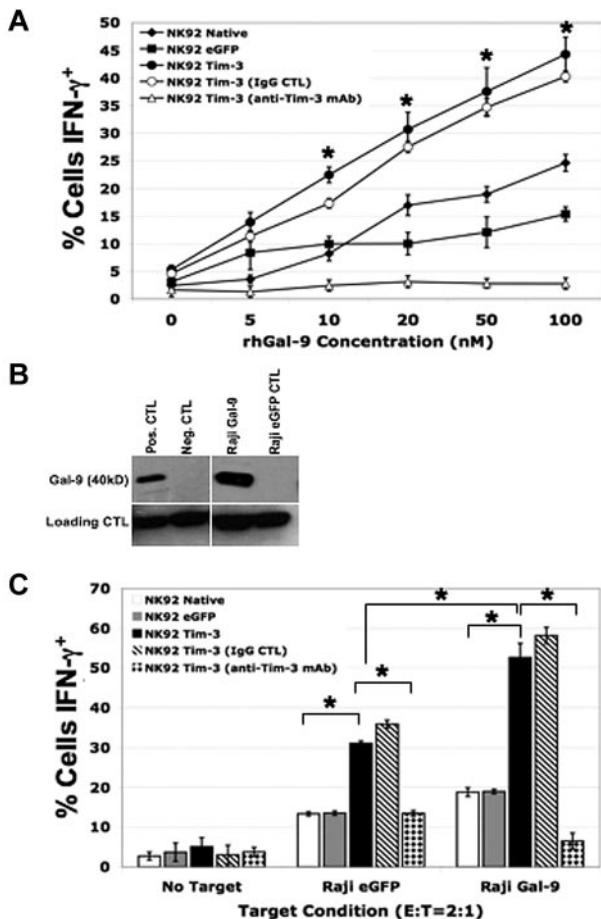 A
% Cells IFN-γ+
50
45
40
35
30
25
20
15
10
5
0
NK92 Native
NK92 eGFP
NK92 Tim-3
NK92 Tim-3 (IgG CTL)
NK92 Tim-3 (anti-Tim-3 mAb)
* * * * *
0 5 10 20 50 100
rhGal-9 Concentration (nM)
B
Pos. CTL
Neg. CTL
Raji Gal-9
Raji eGFP CTL
Gal-9 (40kD)
Loading CTL
C
% Cells IFN-γ+
70
60
50
40
30
20
10
0
NK92 Native
NK92 eGFP
NK92 Tim-3
NK92 Tim-3 (IgG CTL)
NK92 Tim-3 (anti-Tim-3 mAb)
* * * * *
No Target Raji eGFP Raji Gal-9
Target Condition (E:T=2:1)